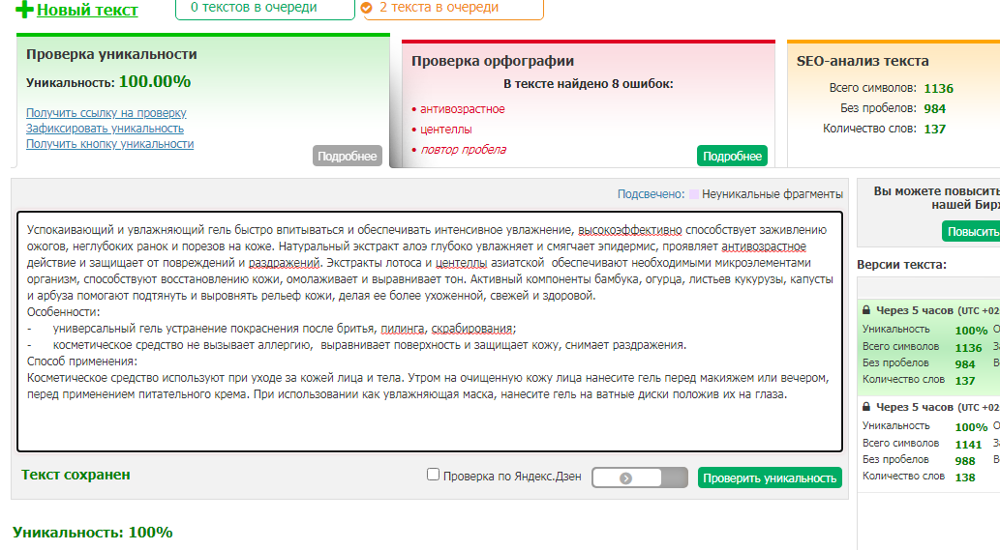 Новый текст
0 текстов в очереди
2 текста в очереди
Проверка уникальности
Уникальность: 100.00%
Получить ссылку на проверку
Зафиксировать уникальность
Получить кнопку уникальности
Подробнее
Проверка орфографии
В тексте найдено 8 ошибок:
• антивозрастное
• центеллы
• повтор пробела
Подробнее
SEO-анализ текста
Всего символов: 1136
Без пробелов: 984
Количество слов: 137
Подсвечено: Неуникальные фрагменты
Успокаивающий и увлажняющий гель быстро впитываться и обеспечивать интенсивное увлажнение, высокоэффективно способствует заживлению
ожогов, неглубоких ранок и порезов на коже. Натуральный экстракт алоэ глубоко увлажняет и смягчает эпидермис, проявляет антивозрастное
действие и защищает от повреждений и раздражений. Экстракты лотоса и центеллы азиатской  обеспечивают необходимыми микроэлементами
организм, способствуют восстановлению кожи, омолаживает и выравнивает тон. Активный компоненты бамбука, огурца, листьев кукурузы, капусты
и арбуза помогают подтянуть и выровнять рельеф кожи, делая ее более ухоженной, свежей и здоровой.
Особенности:
- универсальный гель устранение покраснения после бритья, пилинга, скрабирования;
- косметическое средство не вызывает аллергию,  выравнивает поверхность и защищает кожу, снимает раздражения.
Способ применения:
Косметическое средство используют при уходе за кожей лица и тела. Утром на очищенную кожу лица нанесите гель перед макияжем или вечером,
перед применением питательного крема. При использовании как увлажняющая маска, нанесите гель на ватные диски положив их на глаза.
Текст сохранен
Проверка по Яндекс.Дзен
Проверить уникальность
Уникальность: 100%
Вы можете повысить
нашей Бирж
Повысить
Версии текста:
Через 5 часов (UTC +02
Уникальность 100% О
Всего символов 1136 За
Без пробелов 984 В
Количество слов 137
Через 5 часов (UTC +02
Уникальность 100% О
Всего символов 1141 За
Без пробелов 988 В
Количество слов 138